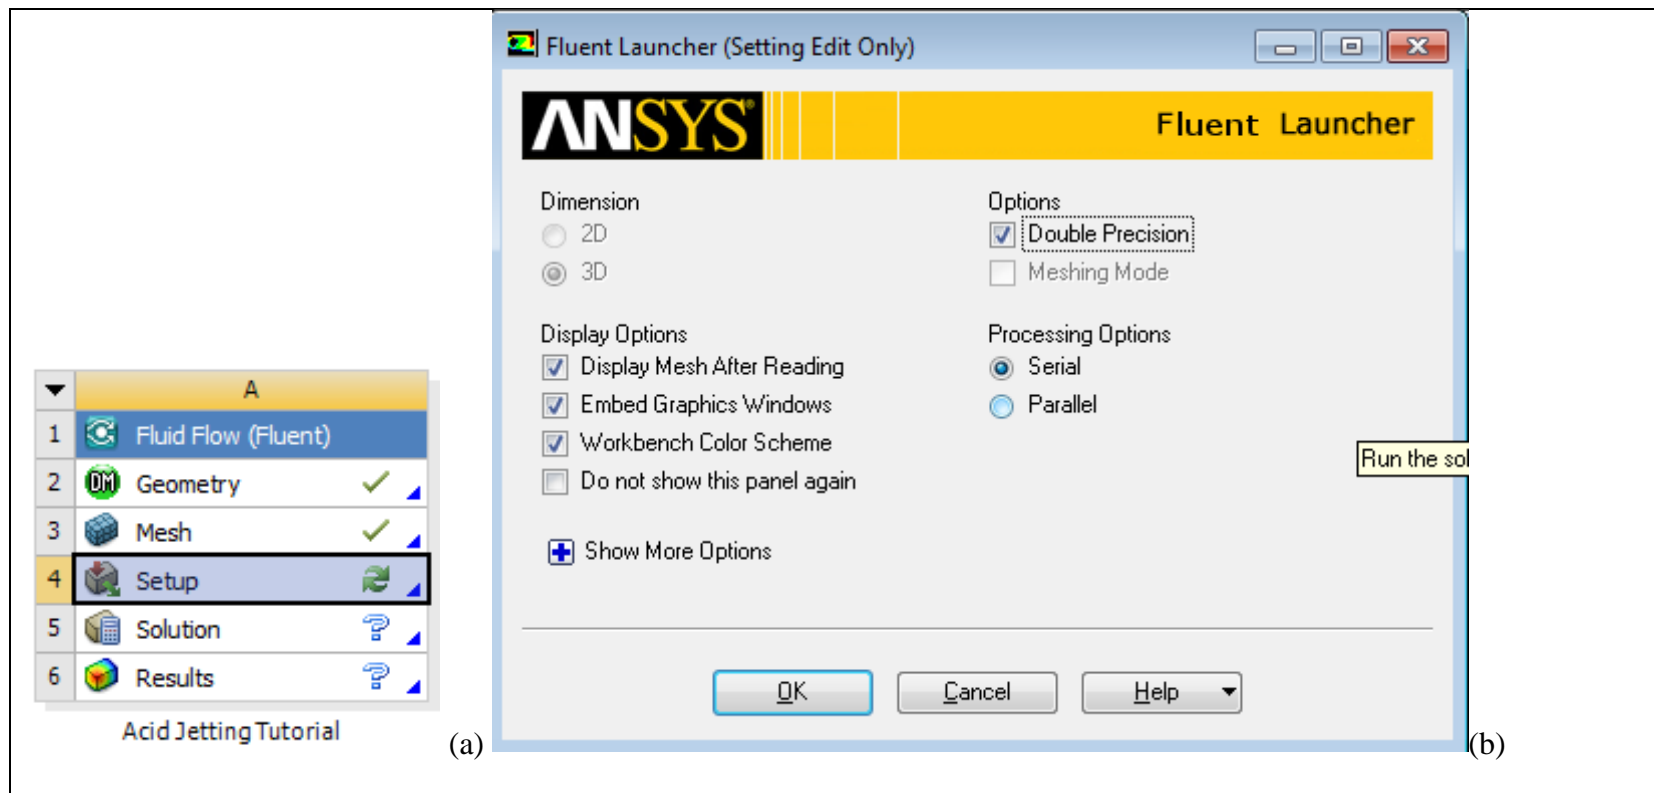 A
1 Fluid Flow (Fluent)
2 DM Geometry
3 Mesh
4 Setup
5 Solution ?
6 Results ?
Acid Jetting Tutorial
(a)
Fluent Launcher (Setting Edit Only)
ANSYS® Fluent Launcher
Dimension
2D
3D
Options
Double Precision
Meshing Mode
Display Options
Display Mesh After Reading
Embed Graphics Windows
Workbench Color Scheme
Do not show this panel again
Processing Options
Serial
Parallel
Run the sol
Show More Options
OK Cancel Help
(b)